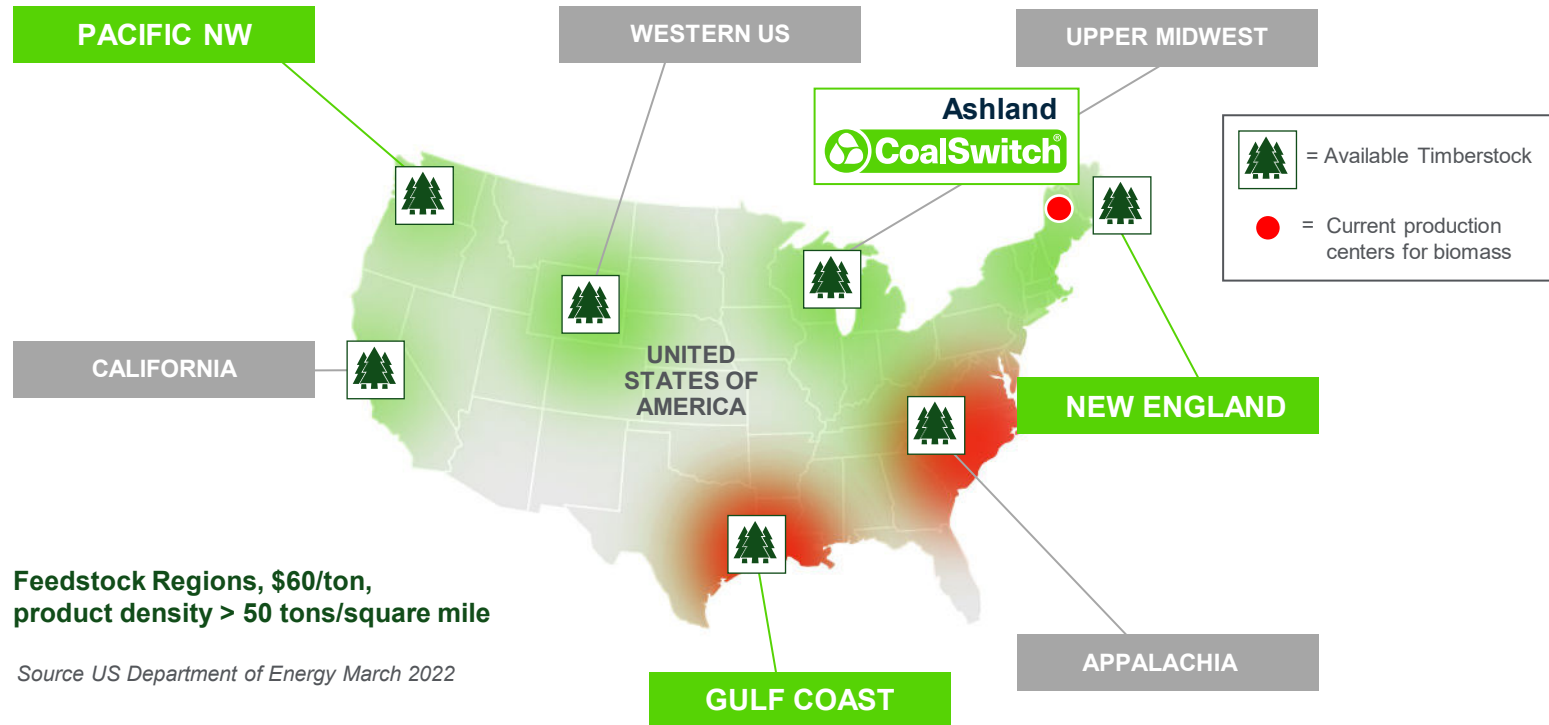 PACIFIC NW
WESTERN US
UPPER MIDWEST
Ashland
CoalSwitch®
= Available Timberstock
= Current production
centers for biomass
CALIFORNIA
UNITED
STATES OF
AMERICA
NEW ENGLAND
Feedstock Regions, $60/ton,
product density > 50 tons/square mile
Source US Department of Energy March 2022
APPALACHIA
GULF COAST